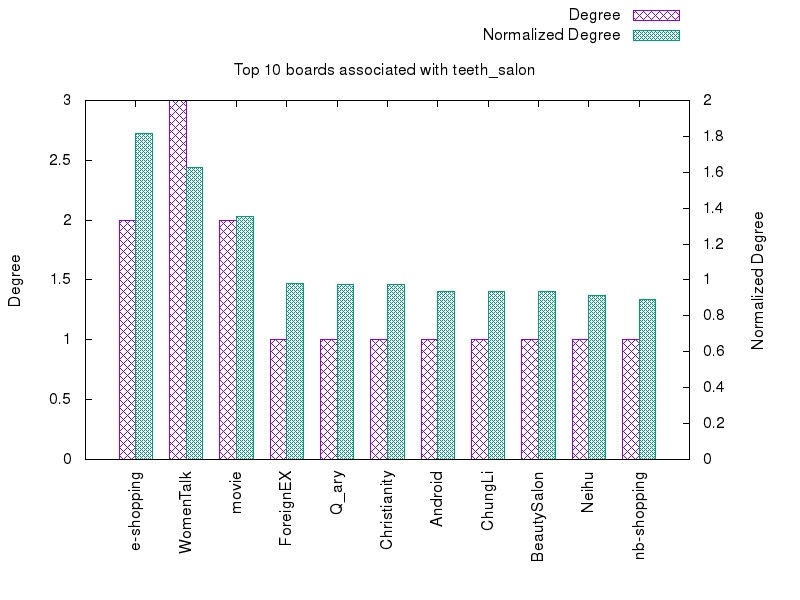 Degree
Normalized Degree
Top 10 boards associated with teeth_salon
3
2.5
2
1.5
1
0.5
0
2
1.8
1.6
1.4
1.2
1
0.8
0.6
0.4
0.2
0
Degree
Normalized Degree
e-shopping
WomenTalk
movie
ForeignEX
Q_ary
Christianity
Android
ChungLi
BeautySalon
Neihu
nb-shopping